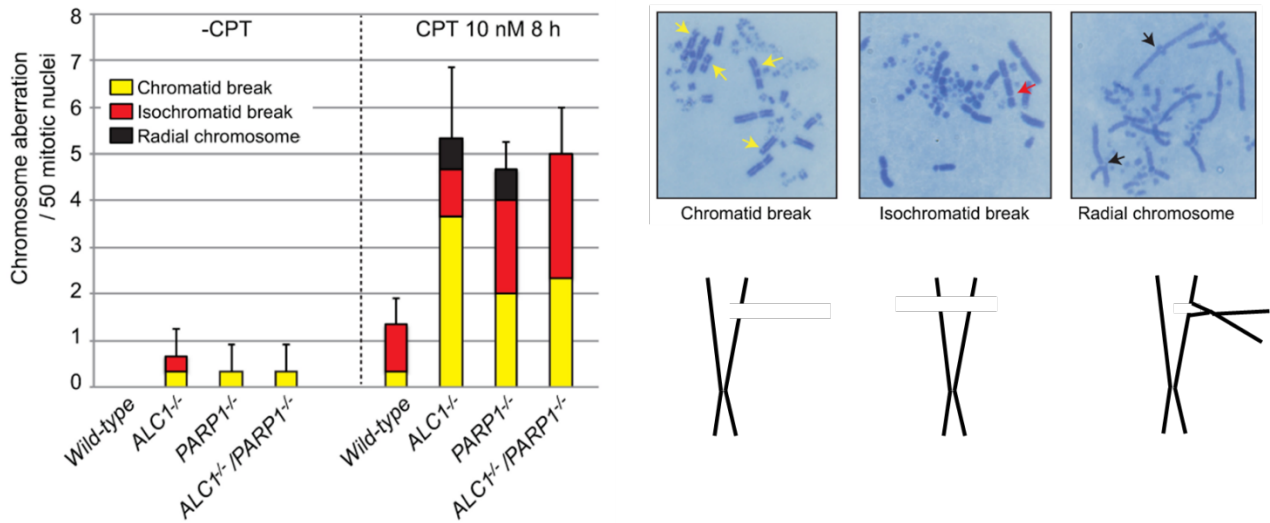 -CPT
CPT 10 nM 8 h
Chromatid break
Isochromatid break
Radial chromosome
Chromosome aberration
/ 50 mitotic nuclei
8
7
6
5
4
3
2
1
0
Wild-type
ALC1-/-
PARP1-/-
ALC1-/- /PARP1-/-
Wild-type
ALC1-/-
PARP1-/-
ALC1-/- /PARP1-/-
Chromatid break
Isochromatid break
Radial chromosome